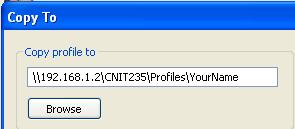 Copy To
Copy profile to
\\192.168.1.2\CNIT235\Profiles\YourName
Browse